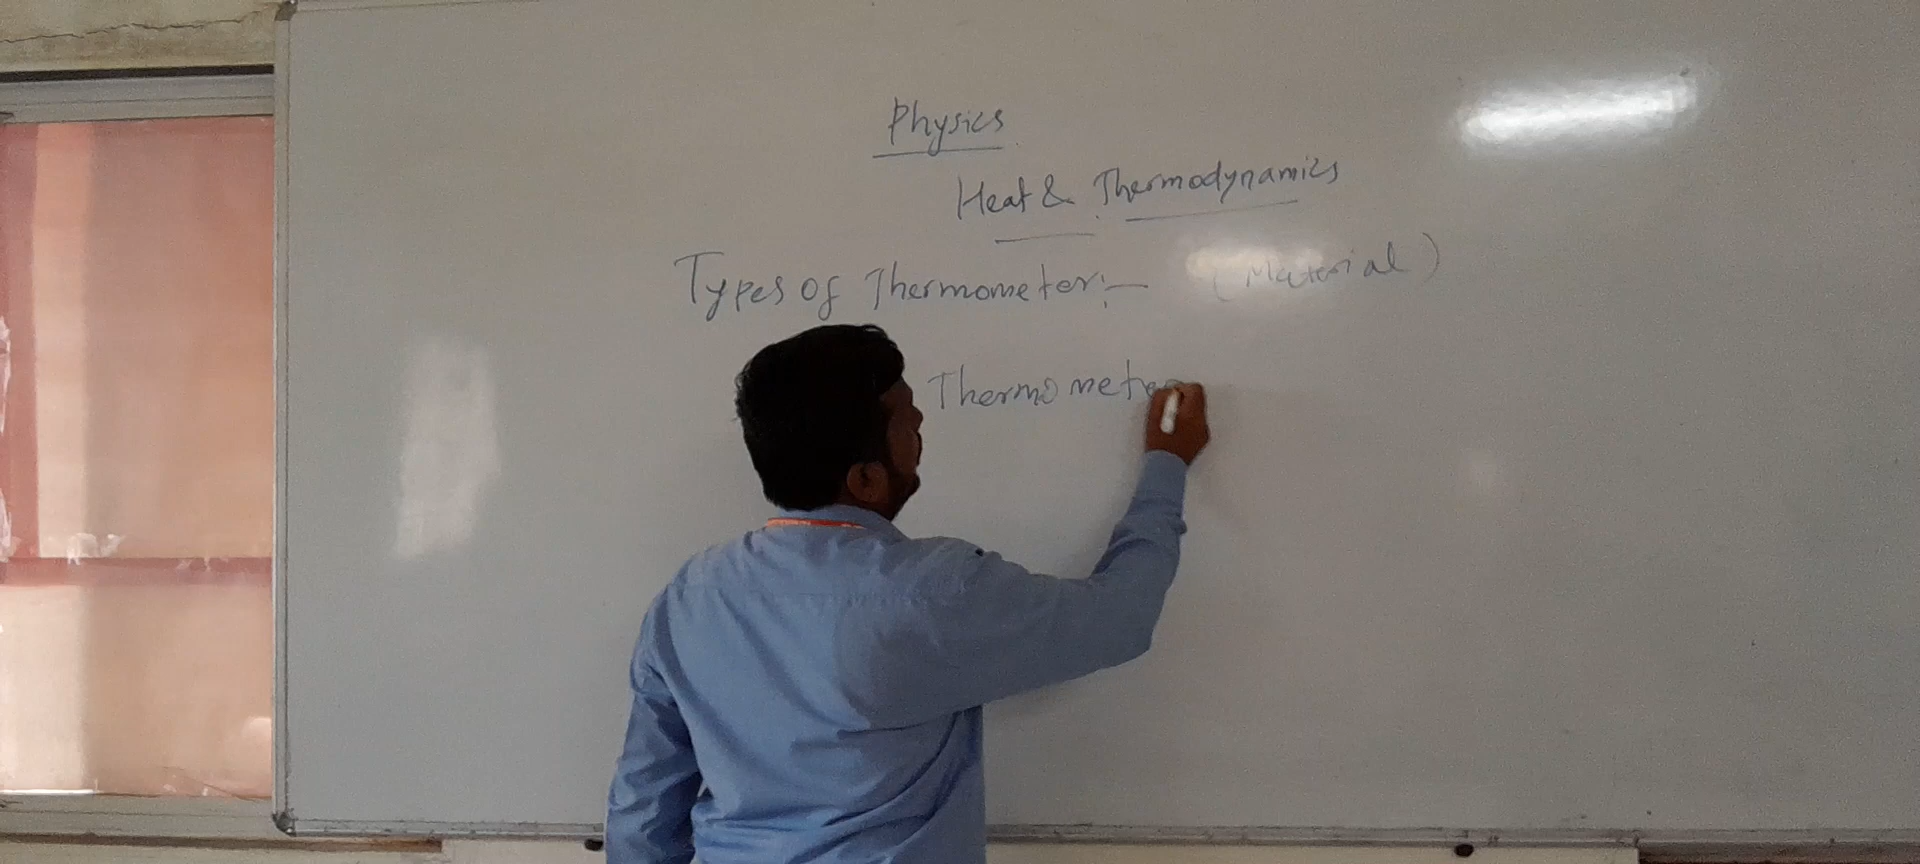 Physics
Heat & Thermodynamics
Types of Thermometer:— (Material)
Thermometer